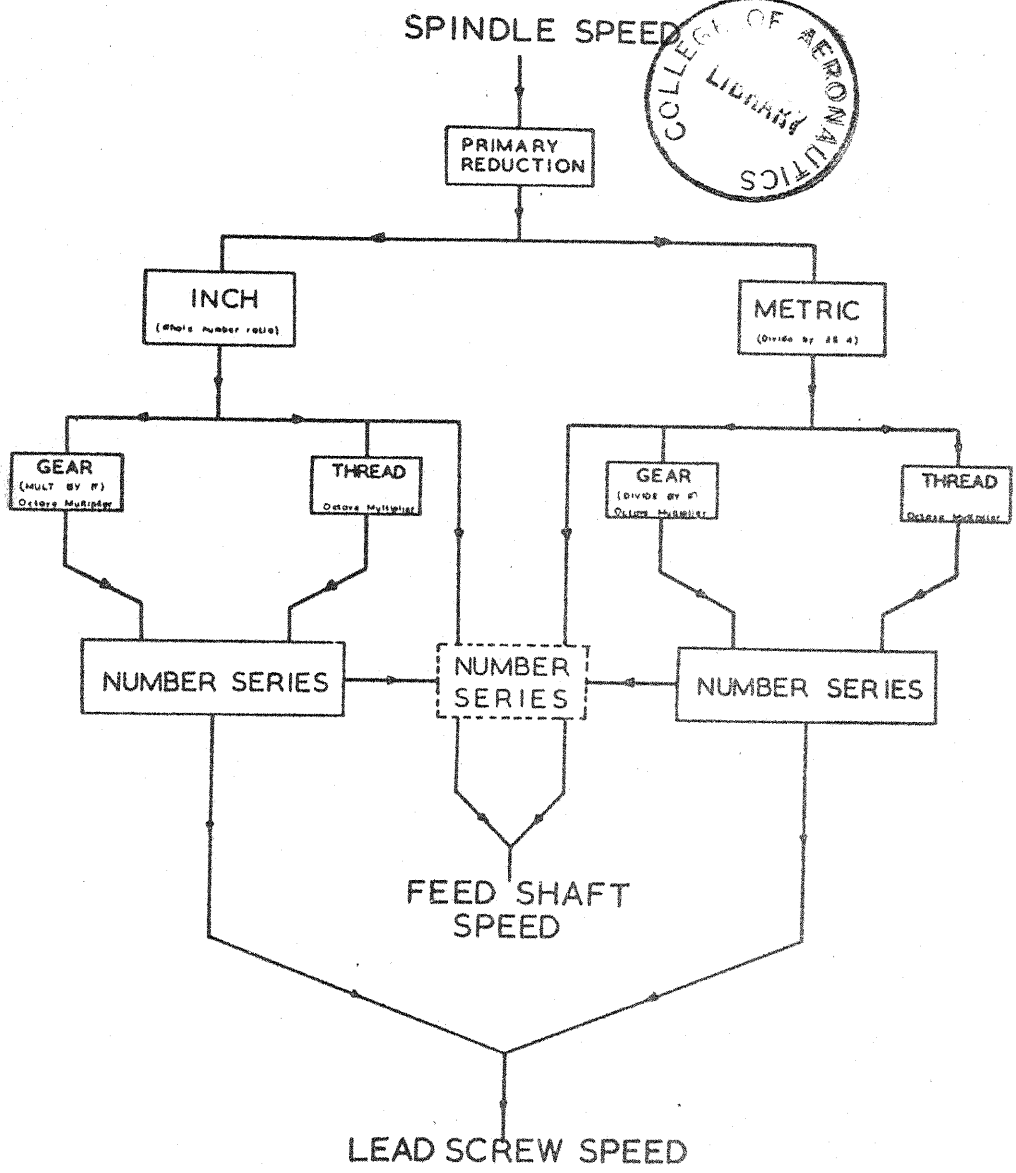 SPINDLE SPEED
COLLEGE OF AERONAUTICS
LIBRARY
PRIMARY
REDUCTION
INCH
(Whole number ratio)
METRIC
(Divide by
GEAR
(MULT BY
Octave Multiplier
THREAD
Octave Multiplier
GEAR
(DIVIDE BY
Octave Multiplier
THREAD
Octave Multiplier
NUMBER SERIES
NUMBER
SERIES
NUMBER SERIES
FEED SHAFT
SPEED
LEAD SCREW SPEED